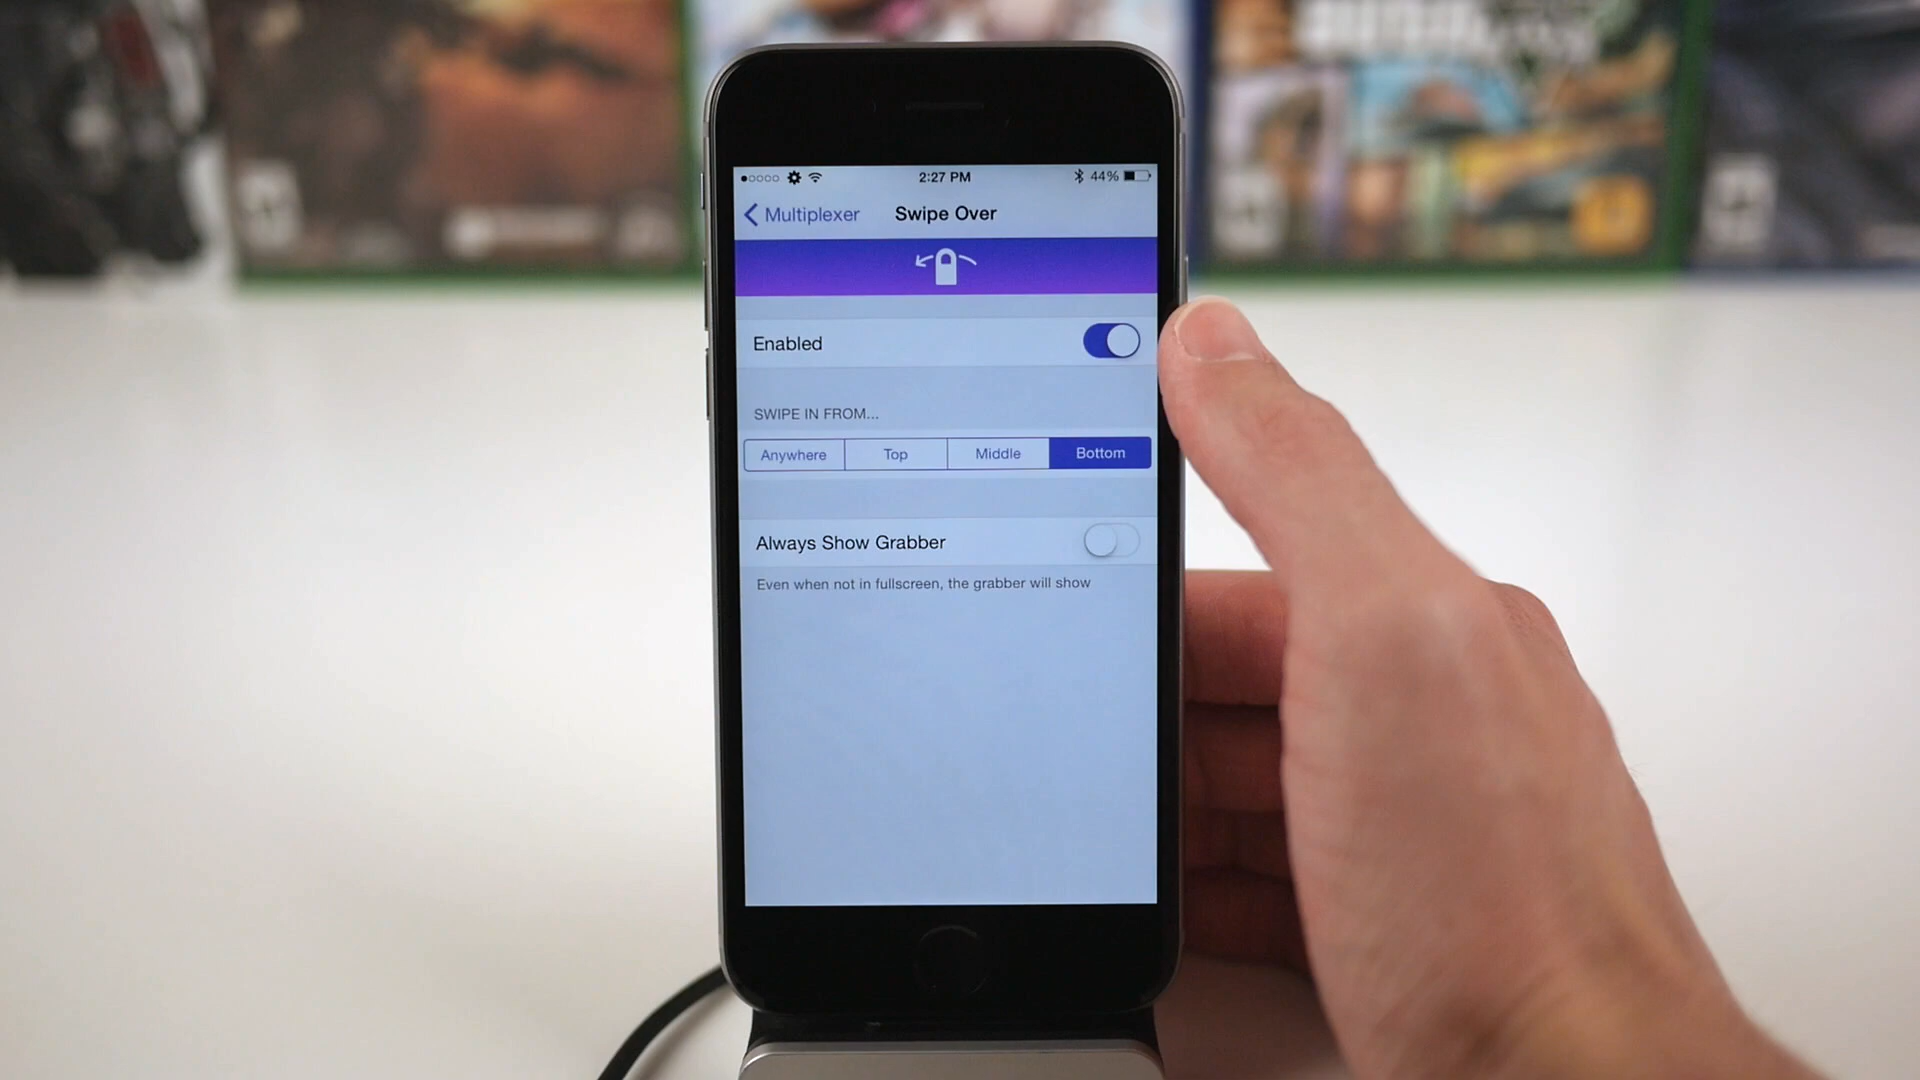 2:27 PM
44%
Multiplexer
Swipe Over
Enabled
SWIPE IN FROM...
Anywhere
Top
Middle
Bottom
Always Show Grabber
Even when not in fullscreen, the grabber will show